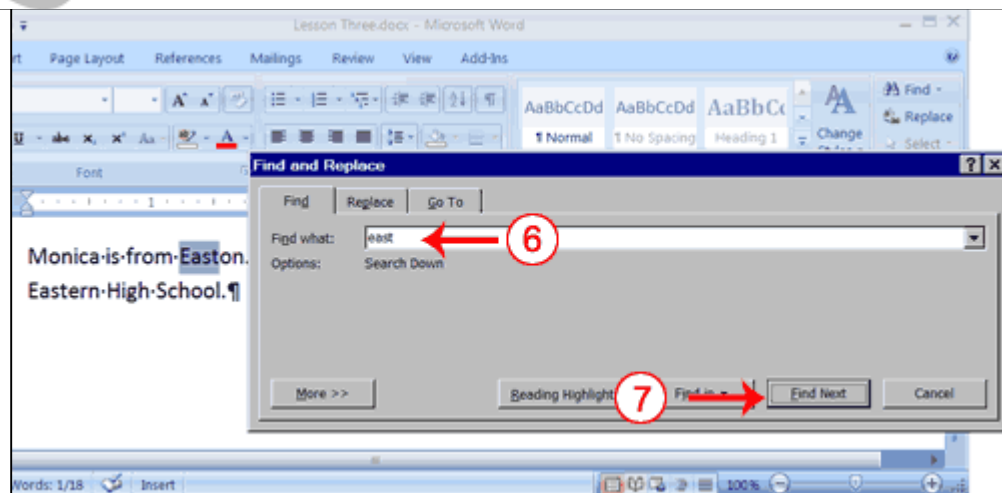 Lesson Three.docx - Microsoft Word
Page Layout References Mailings Review View Add-Ins
AaBbCcDd AaBbCcDd AaBbCc
¶ Normal ¶ No Spacing Heading 1
Change
Find
Replace
Select
Font
Find and Replace
Find Replace Go To
Find what: east 6
Options: Search Down
Monica·is·from·Easton.
Eastern·High·School.¶
More >> Reading Highlight 7 Find in Find Next Cancel
Words: 1/18 Insert 100%